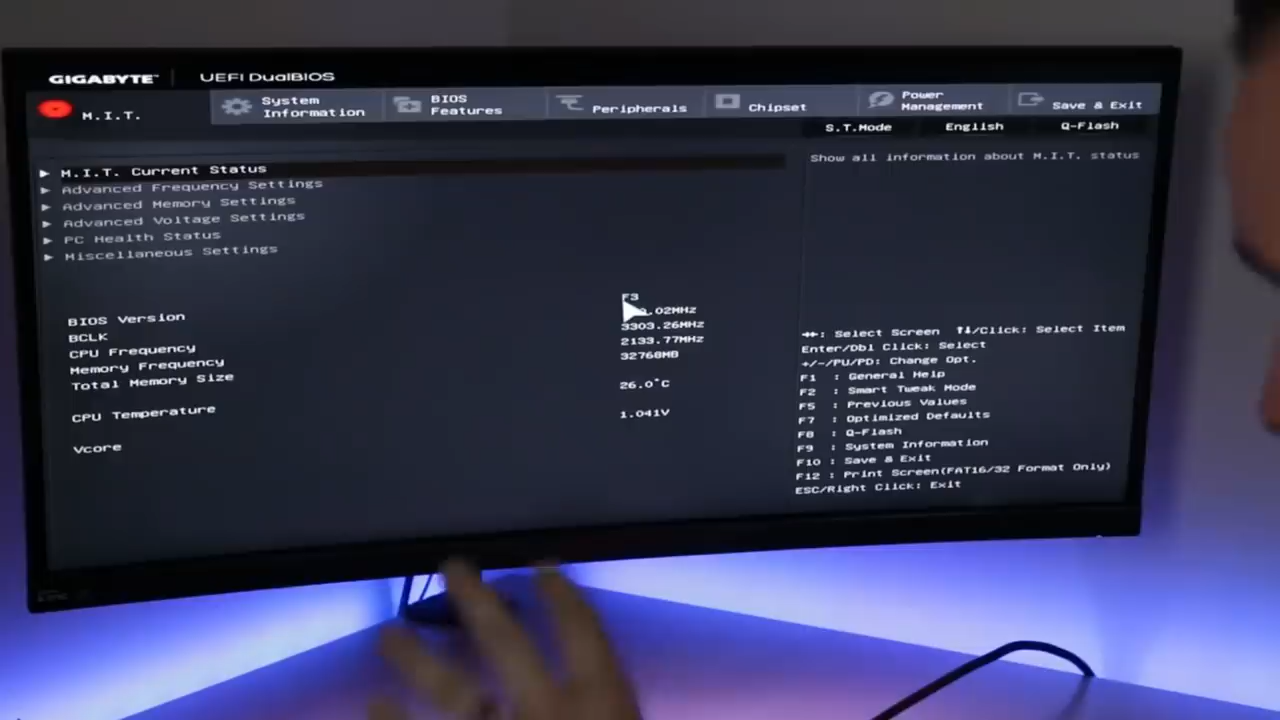 GIGABYTE™ UEFI DualBIOS
M.I.T. System Information BIOS Features Peripherals Chipset Power Management Save & Exit
S.T.Mode English Q-Flash
M.I.T. Current Status
Advanced Frequency Settings
Advanced Memory Settings
Advanced Voltage Settings
PC Health Status
Miscellaneous Settings
Show all information about M.I.T. status
BIOS Version F3
BCLK .02MHz
CPU Frequency 3303.26MHz
Memory Frequency 2133.77MHz
Total Memory Size 32768MB
CPU Temperature 26.0°C
Vcore 1.041V
: Select Screen ↑↓/Click: Select Item
Enter/Dbl Click: Select
+/-/PU/PD: Change Opt.
F1 : General Help
F2 : Smart Tweak Mode
F5 : Previous Values
F7 : Optimized Defaults
F8 : Q-Flash
F9 : System Information
F10 : Save & Exit
F12 : Print Screen(FAT16/32 Format Only)
ESC/Right Click: Exit